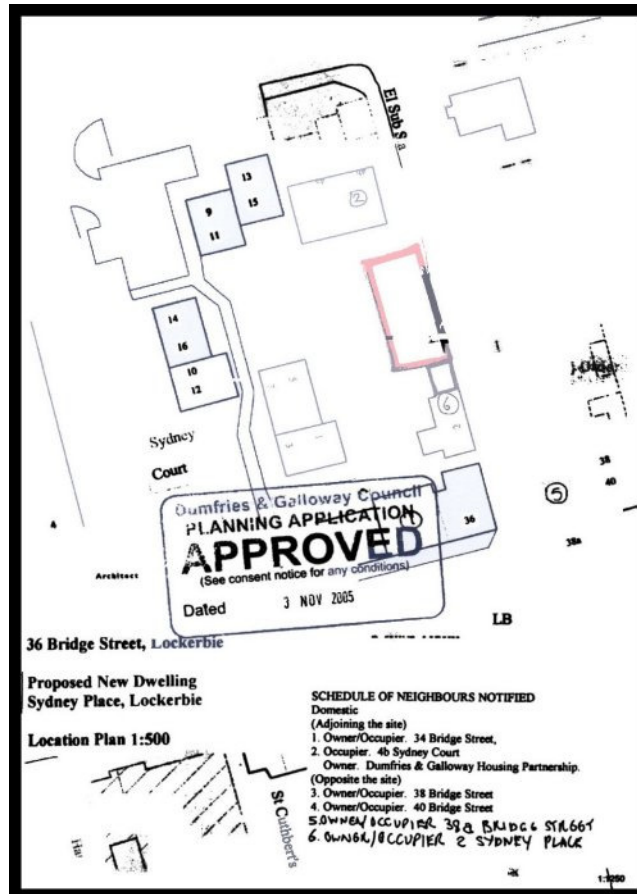 El Sub Sta
13
15
9
11
2
14
16
10
12
6
2
Sydney
Court
38
40
5
38a
36
4
Dumfries & Galloway Council
PLANNING APPLICATION
APPROVED
(See consent notice for any conditions)
Dated 3 NOV 2005
Architect
LB
36 Bridge Street, Lockerbie
Proposed New Dwelling
Sydney Place, Lockerbie
Location Plan 1:500
SCHEDULE OF NEIGHBOURS NOTIFIED
Domestic
(Adjoining the site)
1. Owner/Occupier. 34 Bridge Street,
2. Occupier. 4b Sydney Court
Owner. Dumfries & Galloway Housing Partnership.
(Opposite the site)
3. Owner/Occupier. 38 Bridge Street
4. Owner/Occupier. 40 Bridge Street
5. OWNER/OCCUPIER 38a BRIDGE STREET
6. OWNER/OCCUPIER 2 SYDNEY PLACE
St Cuthbert's
1:1250